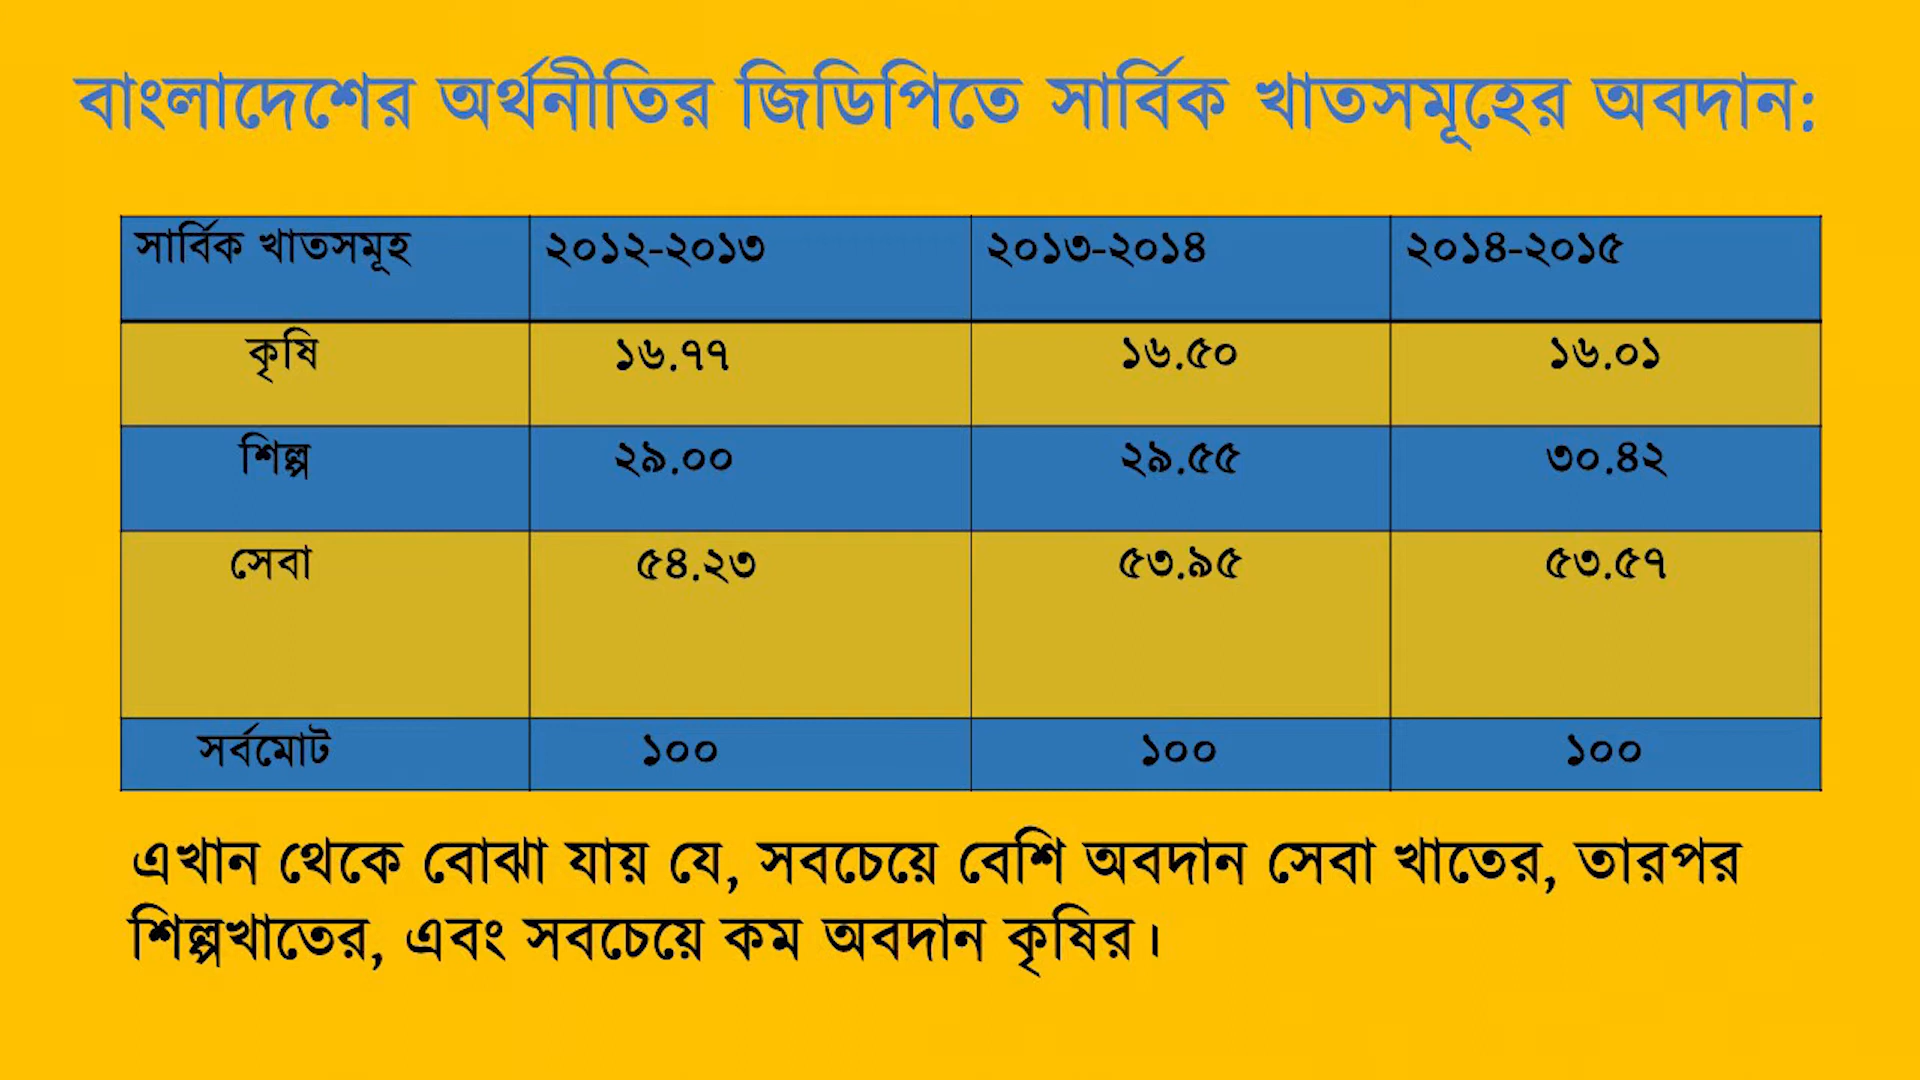 বাংলাদেশের অর্থনীতির জিডিপিতে সার্বিক খাতসমূহের অবদান:
সার্বিক খাতসমূহ ২০১২-২০১৩ ২০১৩-২০১৪ ২০১৪-২০১৫
কৃষি ১৬.৭৭ ১৬.৫০ ১৬.০১
শিল্প ২৯.০০ ২৯.৫৫ ৩০.৪২
সেবা ৫৪.২৩ ৫৩.৯৫ ৫৩.৫৭
সর্বমোট ১০০ ১০০ ১০০
এখান থেকে বোঝা যায় যে, সবচেয়ে বেশি অবদান সেবা খাতের, তারপর
শিল্পখাতের, এবং সবচেয়ে কম অবদান কৃষির।